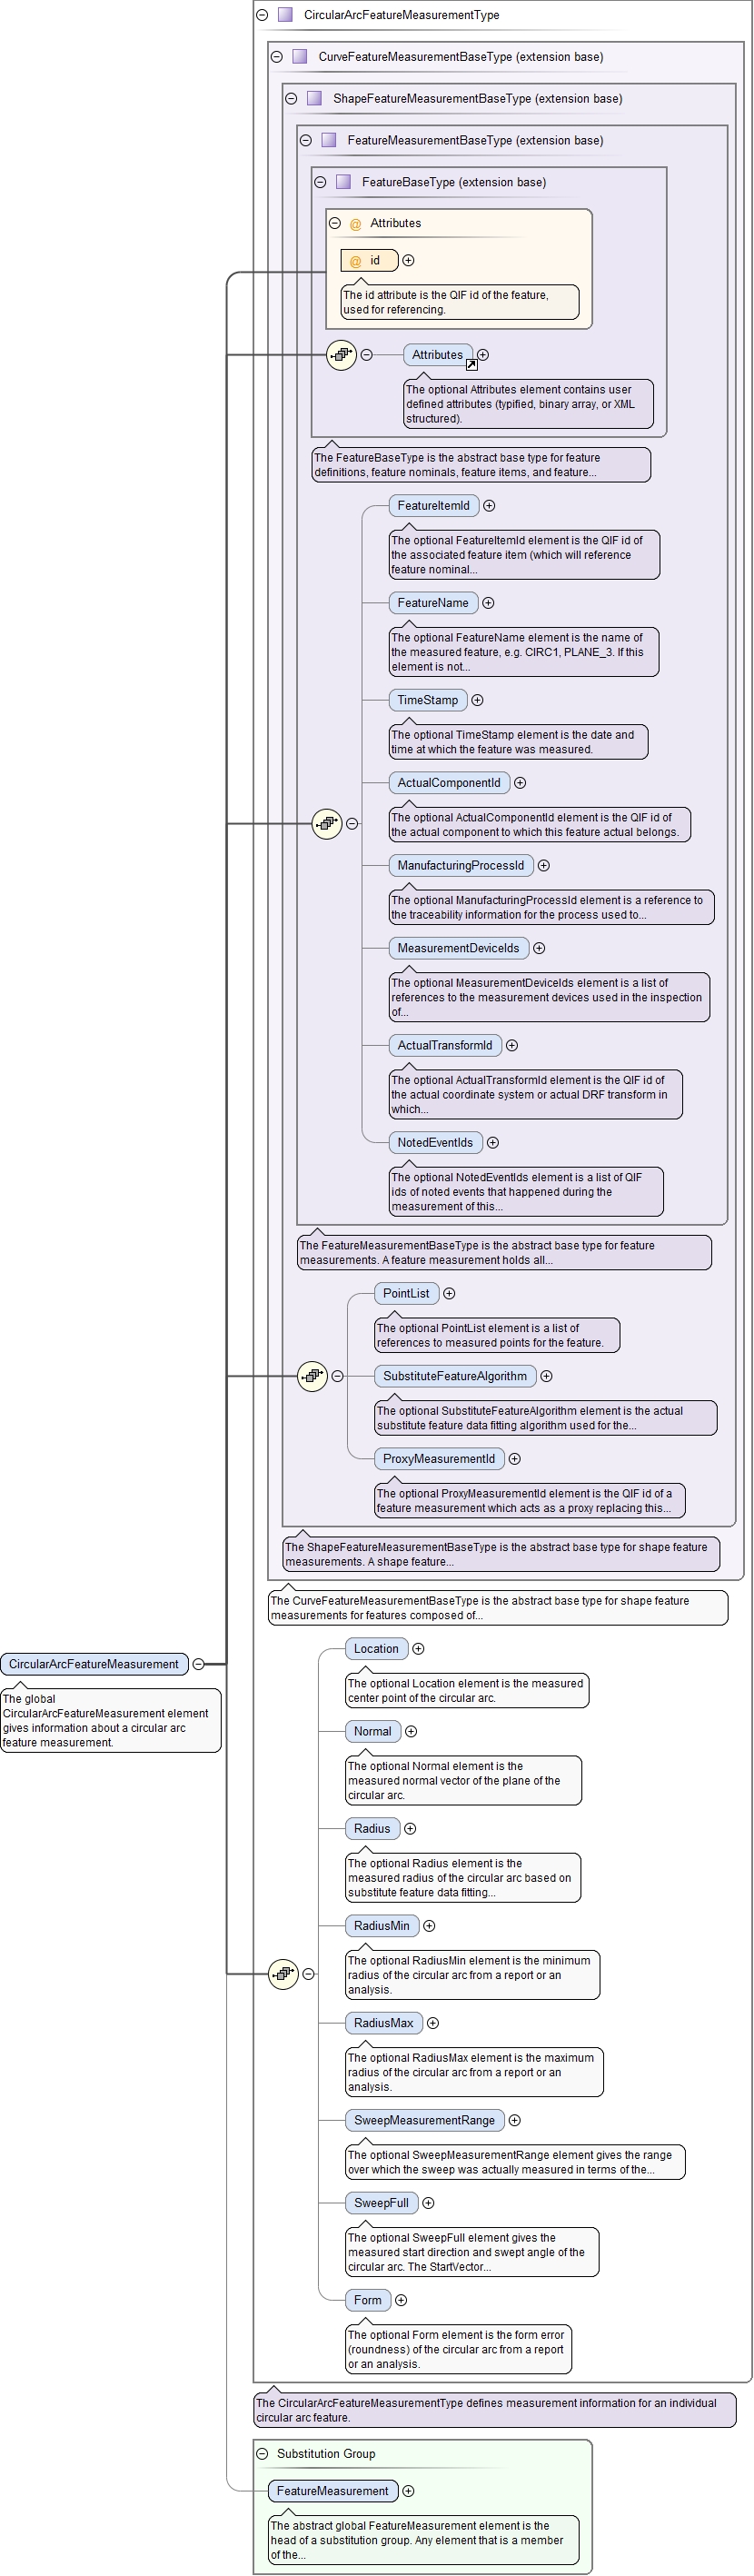 CircularArcFeatureMeasurementType
CurveFeatureMeasurementBaseType (extension base)
ShapeFeatureMeasurementBaseType (extension base)
FeatureMeasurementBaseType (extension base)
FeatureBaseType (extension base)
@ Attributes
@ id
The id attribute is the QIF id of the feature,
used for referencing.
Attributes
The optional Attributes element contains user
defined attributes (typified, binary array, or XML
structured).
The FeatureBaseType is the abstract base type for feature
definitions, feature nominals, feature items, and feature...
FeatureItemId
The optional FeatureItemId element is the QIF id of
the associated feature item (which will reference
feature nominal...
FeatureName
The optional FeatureName element is the name of
the measured feature, e.g. CIRC1, PLANE_3. If this
element is not...
TimeStamp
The optional TimeStamp element is the date and
time at which the feature was measured.
ActualComponentId
The optional ActualComponentId element is the QIF id of
the actual component to which this feature actual belongs.
ManufacturingProcessId
The optional ManufacturingProcessId element is a reference to
the traceability information for the process used to...
MeasurementDeviceIds
The optional MeasurementDeviceIds element is a list of
references to the measurement devices used in the inspection
of...
ActualTransformId
The optional ActualTransformId element is the QIF id of
the actual coordinate system or actual DRF transform in
which...
NotedEventIds
The optional NotedEventIds element is a list of QIF
ids of noted events that happened during the
measurement of this...
The FeatureMeasurementBaseType is the abstract base type for feature
measurements. A feature measurement holds all...
PointList
The optional PointList element is a list of
references to measured points for the feature.
SubstituteFeatureAlgorithm
The optional SubstituteFeatureAlgorithm element is the actual
substitute feature data fitting algorithm used for the...
ProxyMeasurementId
The optional ProxyMeasurementId element is the QIF id of a
feature measurement which acts as a proxy replacing this...
The ShapeFeatureMeasurementBaseType is the abstract base type for shape feature
measurements. A shape feature...
The CurveFeatureMeasurementBaseType is the abstract base type for shape feature
measurements for features composed of...
CircularArcFeatureMeasurement
The global
CircularArcFeatureMeasurement element
gives information about a circular arc
feature measurement.
Location
The optional Location element is the measured
center point of the circular arc.
Normal
The optional Normal element is the
measured normal vector of the plane of the
circular arc.
Radius
The optional Radius element is the
measured radius of the circular arc based on
substitute feature data fitting...
RadiusMin
The optional RadiusMin element is the minimum
radius of the circular arc from a report or an
analysis.
RadiusMax
The optional RadiusMax element is the maximum
radius of the circular arc from a report or an
analysis.
SweepMeasurementRange
The optional SweepMeasurementRange element gives the range
over which the sweep was actually measured in terms of the...
SweepFull
The optional SweepFull element gives the
measured start direction and swept angle of the
circular arc. The StartVector...
Form
The optional Form element is the form error
(roundness) of the circular arc from a report
or an analysis.
The CircularArcFeatureMeasurementType defines measurement information for an individual
circular arc feature.
Substitution Group
FeatureMeasurement
The abstract global FeatureMeasurement element is the
head of a substitution group. Any element that is a member
of the...